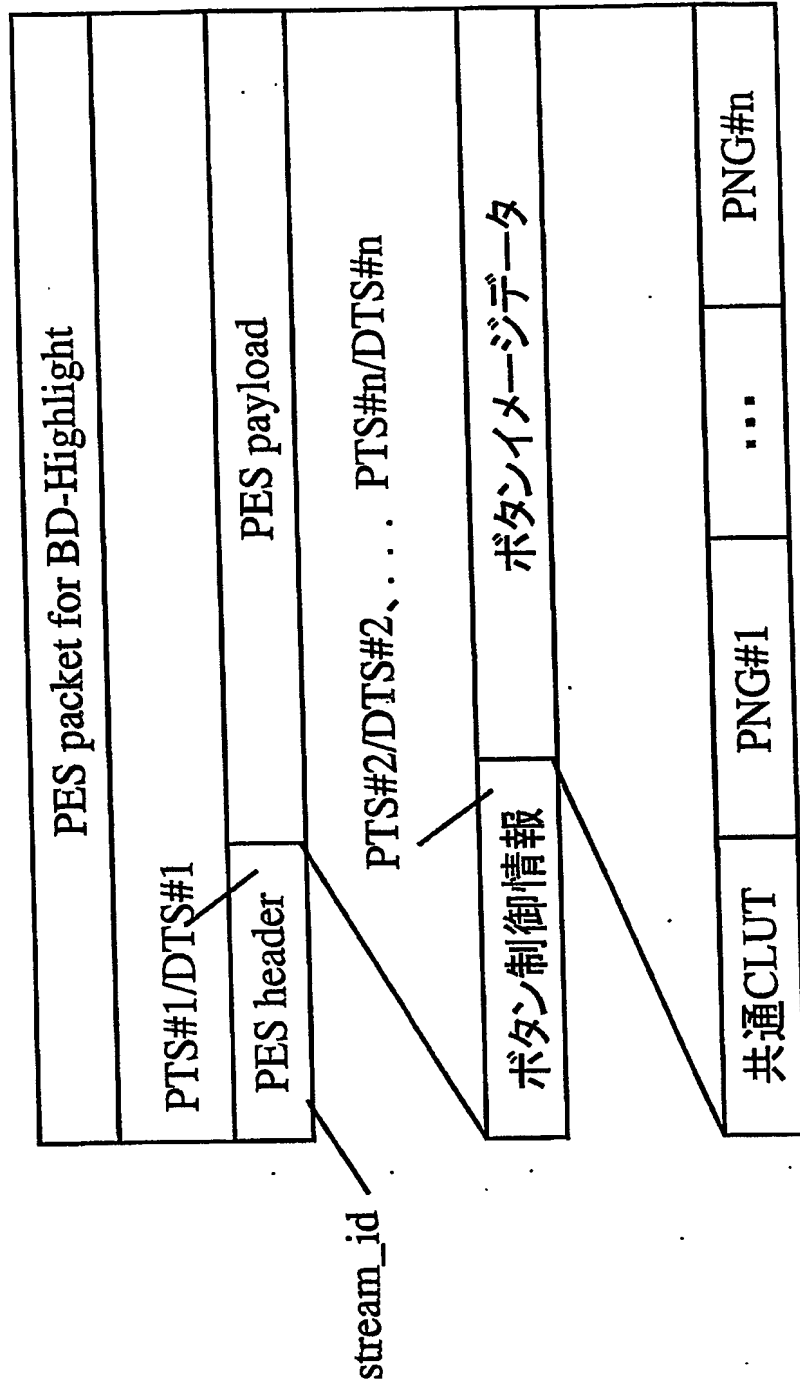 PES packet for BD-Highlight
PTS#1/DTS#1
PES header
PES payload
stream_id
PTS#2/DTS#2、. . . . PTS#n/DTS#n
ボタン制御情報
ボタンイメージデータ
共通CLUT
PNG#1
...
PNG#n